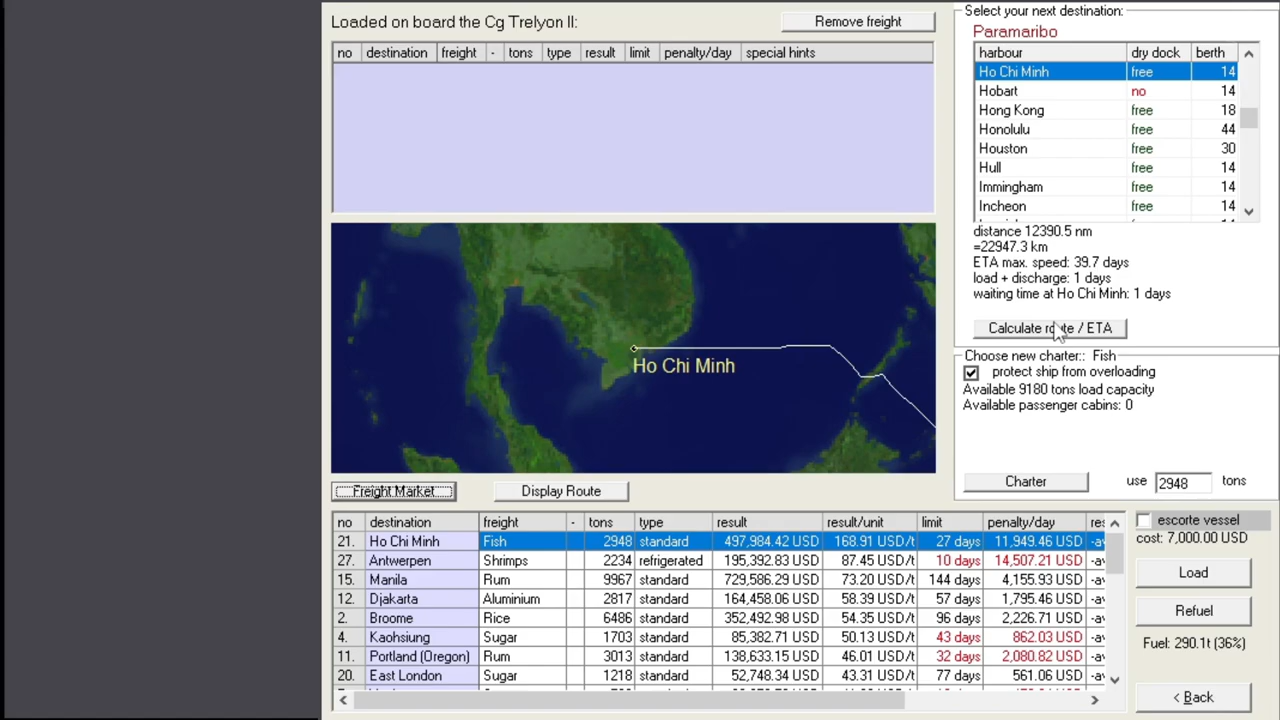 Loaded on board the Cg Trelyon II:
Remove freight
no destination freight - tons type result limit penalty/day special hints
Ho Chi Minh
Select your next destination:
Paramaribo
harbour dry dock berth
Ho Chi Minh free 14
Hobart no 14
Hong Kong free 18
Honolulu free 44
Houston free 30
Hull free 14
Immingham free 14
Incheon free 14
distance 12390.5 nm
=22947.3 km
ETA max. speed: 39.7 days
load + discharge: 1 days
waiting time at Ho Chi Minh: 1 days
Calculate route / ETA
Choose new charter:: Fish
protect ship from overloading
Available 9180 tons load capacity
Available passenger cabins: 0
Charter use 2948 tons
Freight Market Display Route
no destination freight - tons type result result/unit limit penalty/day
21. Ho Chi Minh Fish 2948 standard 497,984.42 USD 168.91 USD/t 27 days 11,949.46 USD
27. Antwerpen Shrimps 2234 refrigerated 195,392.83 USD 87.45 USD/t 10 days 14,507.21 USD
15. Manila Rum 9967 standard 729,586.29 USD 73.20 USD/t 144 days 4,155.93 USD
12. Djakarta Aluminium 2817 standard 164,458.06 USD 58.39 USD/t 57 days 1,795.46 USD
2. Broome Rice 6486 standard 352,492.98 USD 54.35 USD/t 96 days 2,226.71 USD
4. Kaohsiung Sugar 1703 standard 85,382.71 USD 50.13 USD/t 43 days 862.03 USD
11. Portland (Oregon) Rum 3013 standard 138,633.15 USD 46.01 USD/t 32 days 2,080.82 USD
20. East London Sugar 1218 standard 52,748.34 USD 43.31 USD/t 77 days 561.06 USD
escorte vessel
cost: 7,000.00 USD
Load
Refuel
Fuel: 290.1t (36%)
< Back